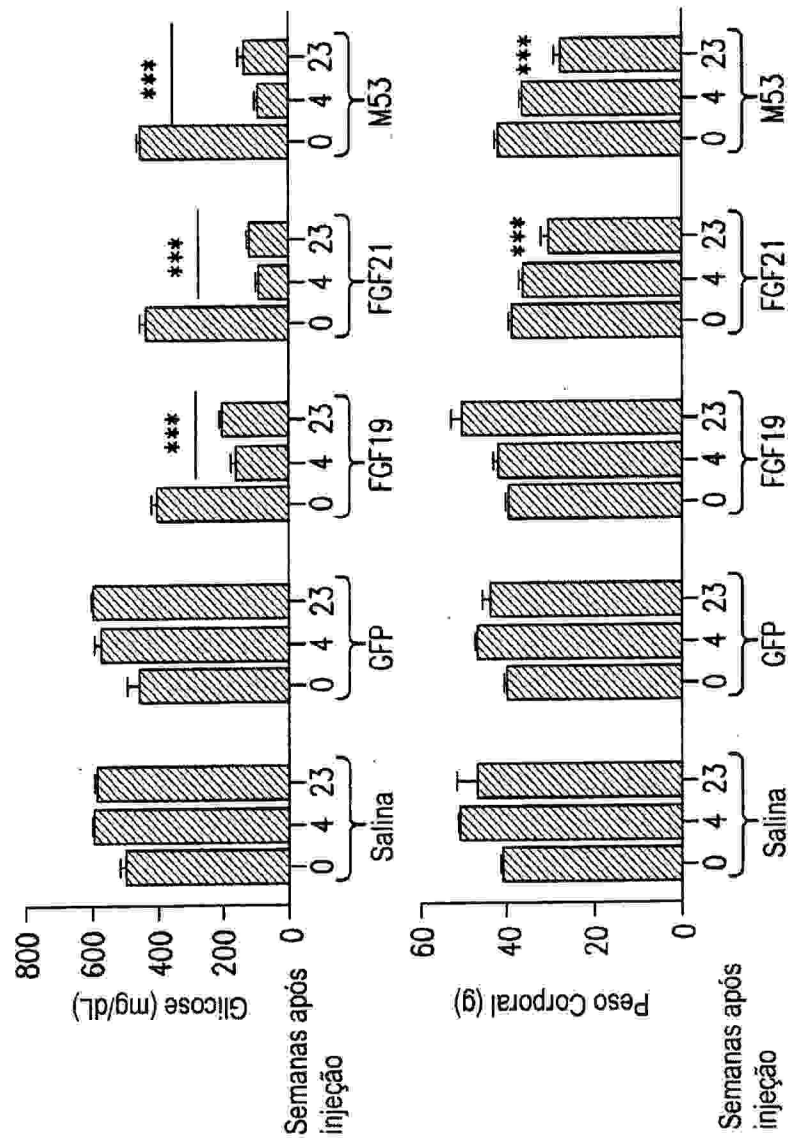 Glicose (mg/dL)
800
600
400
200
0
*** *** ***
Semanas após
injeção
0 4 23 0 4 23 0 4 23 0 4 23 0 4 23
Salina GFP FGF19 FGF21 M53
Peso Corporal (g)
60
40
20
0
*** ***
Semanas após
injeção
0 4 23 0 4 23 0 4 23 0 4 23 0 4 23
Salina GFP FGF19 FGF21 M53